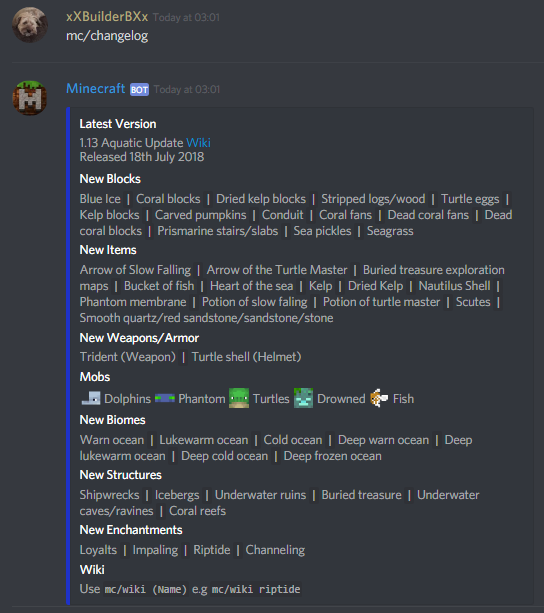 xXBuilderBXx Today at 03:01
mc/changelog
Minecraft BOT Today at 03:01
Latest Version
1.13 Aquatic Update Wiki
Released 18th July 2018
New Blocks
Blue Ice | Coral blocks | Dried kelp blocks | Stripped logs/wood | Turtle eggs |
Kelp blocks | Carved pumpkins | Conduit | Coral fans | Dead coral fans | Dead
coral blocks | Prismarine stairs/slabs | Sea pickles | Seagrass
New Items
Arrow of Slow Falling | Arrow of the Turtle Master | Buried treasure exploration
maps | Bucket of fish | Heart of the sea | Kelp | Dried Kelp | Nautilus Shell |
Phantom membrane | Potion of slow faling | Potion of turtle master | Scutes |
Smooth quartz/red sandstone/sandstone/stone
New Weapons/Armor
Trident (Weapon) | Turtle shell (Helmet)
Mobs
Dolphins Phantom Turtles Drowned Fish
New Biomes
Warn ocean | Lukewarm ocean | Cold ocean | Deep warn ocean | Deep
lukewarm ocean | Deep cold ocean | Deep frozen ocean
New Structures
Shipwrecks | Icebergs | Underwater ruins | Buried treasure | Underwater
caves/ravines | Coral reefs
New Enchantments
Loyalts | Impaling | Riptide | Channeling
Wiki
Use mc/wiki (Name) e.g mc/wiki riptide